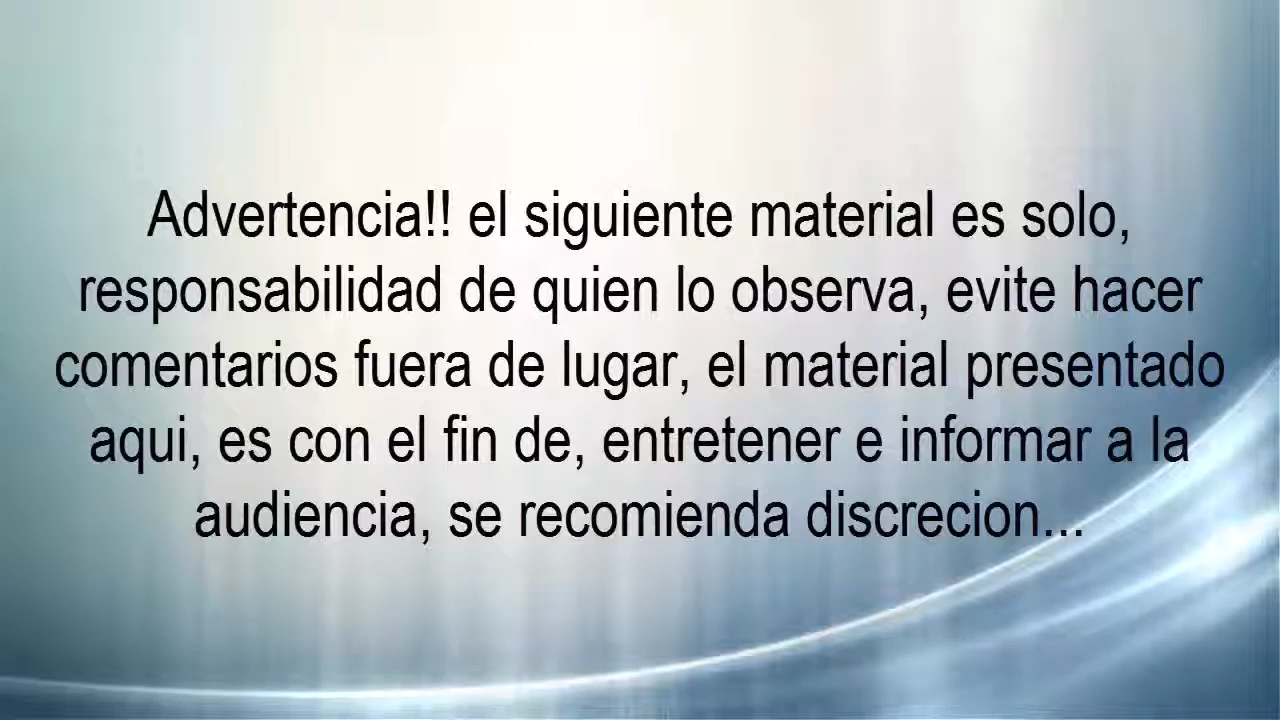 Advertencia!! el siguiente material es solo,
responsabilidad de quien lo observa, evite hacer
comentarios fuera de lugar, el material presentado
aqui, es con el fin de, entretener e informar a la
audiencia, se recomienda discrecion...